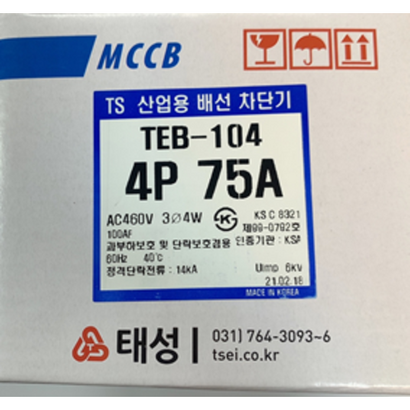 MCCB
TS 산업용 배선 차단기
TEB-104
4P 75A
AC460V 3Ø4W KS C 8321
100AF 제99-0792호
과부하보호 및 단락보호겸용 인증기관 : KSA
60Hz 40℃
정격단락전류 : 14kA Uimp 6kV
21.02.18
MADE IN KOREA
태성 031) 764-3093~6
tsei.co.kr